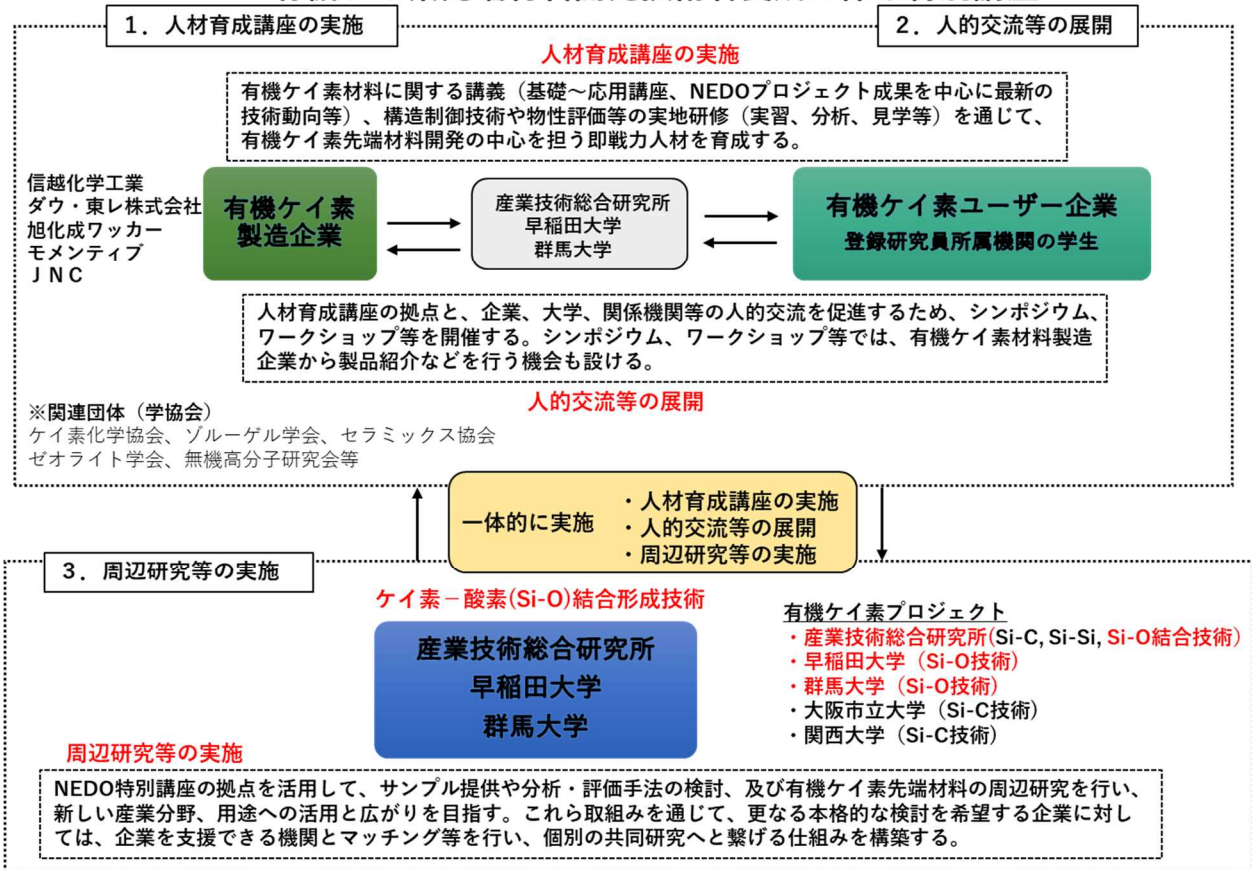 1．人材育成講座の実施
2．人的交流等の展開
人材育成講座の実施
有機ケイ素材料に関する講義（基礎～応用講座、NEDOプロジェクト成果を中心に最新の
技術動向等）、構造制御技術や物性評価等の実地研修（実習、分析、見学等）を通じて、
有機ケイ素先端材料開発の中心を担う即戦力人材を育成する。
信越化学工業
ダウ・東レ株式会社
旭化成ワッカー
モメンティブ
ＪＮＣ
有機ケイ素
製造企業
産業技術総合研究所
早稲田大学
群馬大学
有機ケイ素ユーザー企業
登録研究員所属機関の学生
人材育成講座の拠点と、企業、大学、関係機関等の人的交流を促進するため、シンポジウム、
ワークショップ等を開催する。シンポジウム、ワークショップ等では、有機ケイ素材料製造
企業から製品紹介などを行う機会も設ける。
人的交流等の展開
※関連団体（学協会）
ケイ素化学協会、ゾルーゲル学会、セラミックス協会
ゼオライト学会、無機高分子研究会等
一体的に実施
・人材育成講座の実施
・人的交流等の展開
・周辺研究等の実施
3．周辺研究等の実施
ケイ素－酸素(Si-O)結合形成技術
産業技術総合研究所
早稲田大学
群馬大学
有機ケイ素プロジェクト
・産業技術総合研究所(Si-C, Si-Si, Si-O結合技術)
・早稲田大学（Si-O技術）
・群馬大学（Si-O技術）
・大阪市立大学（Si-C技術）
・関西大学（Si-C技術）
周辺研究等の実施
NEDO特別講座の拠点を活用して、サンプル提供や分析・評価手法の検討、及び有機ケイ素先端材料の周辺研究を行い、
新しい産業分野、用途への活用と広がりを目指す。これら取組みを通じて、更なる本格的な検討を希望する企業に対し
ては、企業を支援できる機関とマッチング等を行い、個別の共同研究へと繋げる仕組みを構築する。